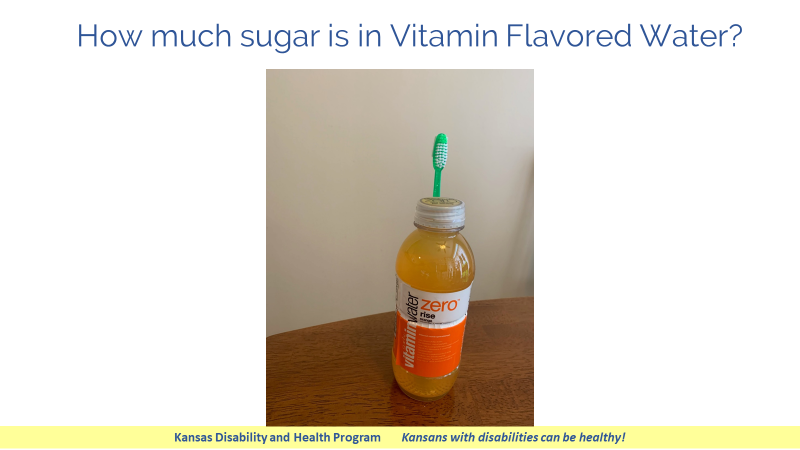 How much sugar is in Vitamin Flavored Water?
vitaminwater
zero
rise
Kansas Disability and Health Program Kansans with disabilities can be healthy!